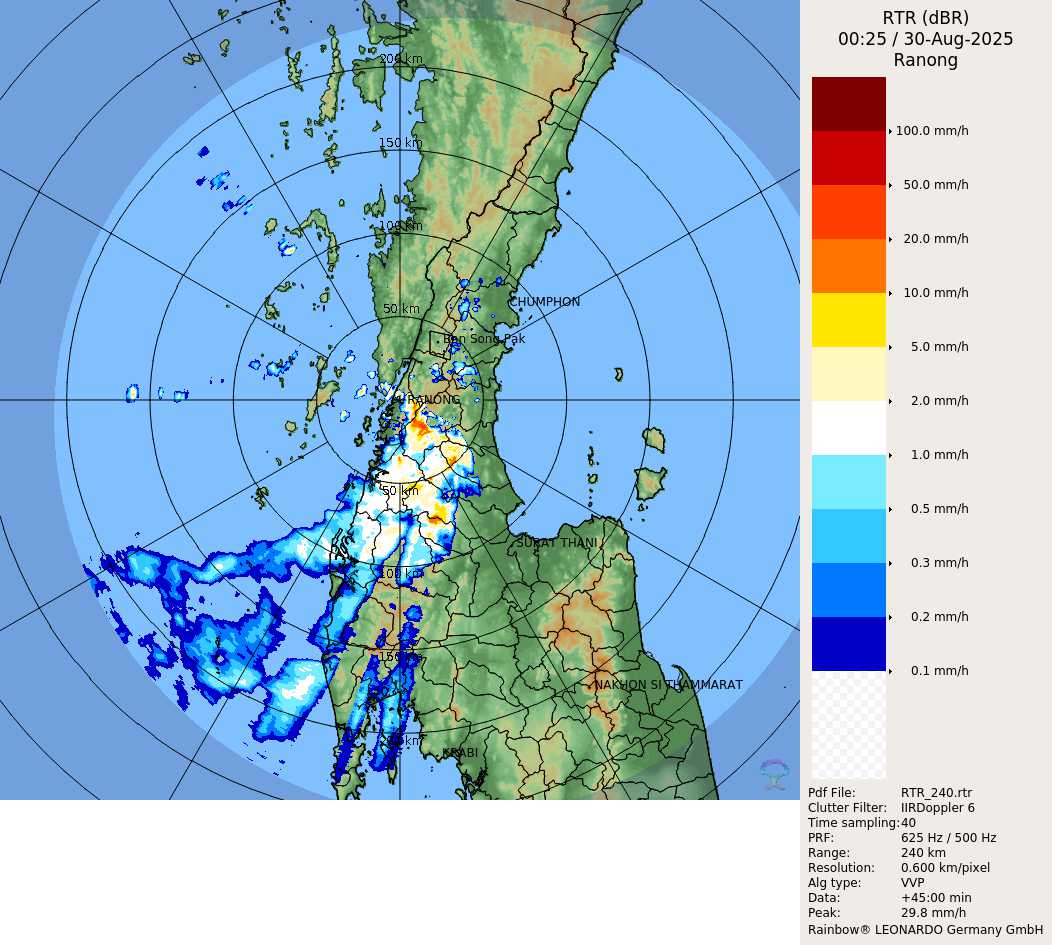 RTR (dBR)
00:25 / 30-Aug-2025
Ranong
200 km
150 km
100 km
50 km
CHUMPHON
Ban Song Pak
RANONG
50 km
SURAT THANI
100 km
NAKHON SI THAMMARAT
KRABI
100.0 mm/h
50.0 mm/h
20.0 mm/h
10.0 mm/h
5.0 mm/h
2.0 mm/h
1.0 mm/h
0.5 mm/h
0.3 mm/h
0.2 mm/h
0.1 mm/h
Pdf File: RTR_240.rtr
Clutter Filter: IIRDoppler 6
Time sampling: 40
PRF: 625 Hz / 500 Hz
Range: 240 km
Resolution: 0.600 km/pixel
Alg type: VVP
Data: +45:00 min
Peak: 29.8 mm/h
Rainbow® LEONARDO Germany GmbH